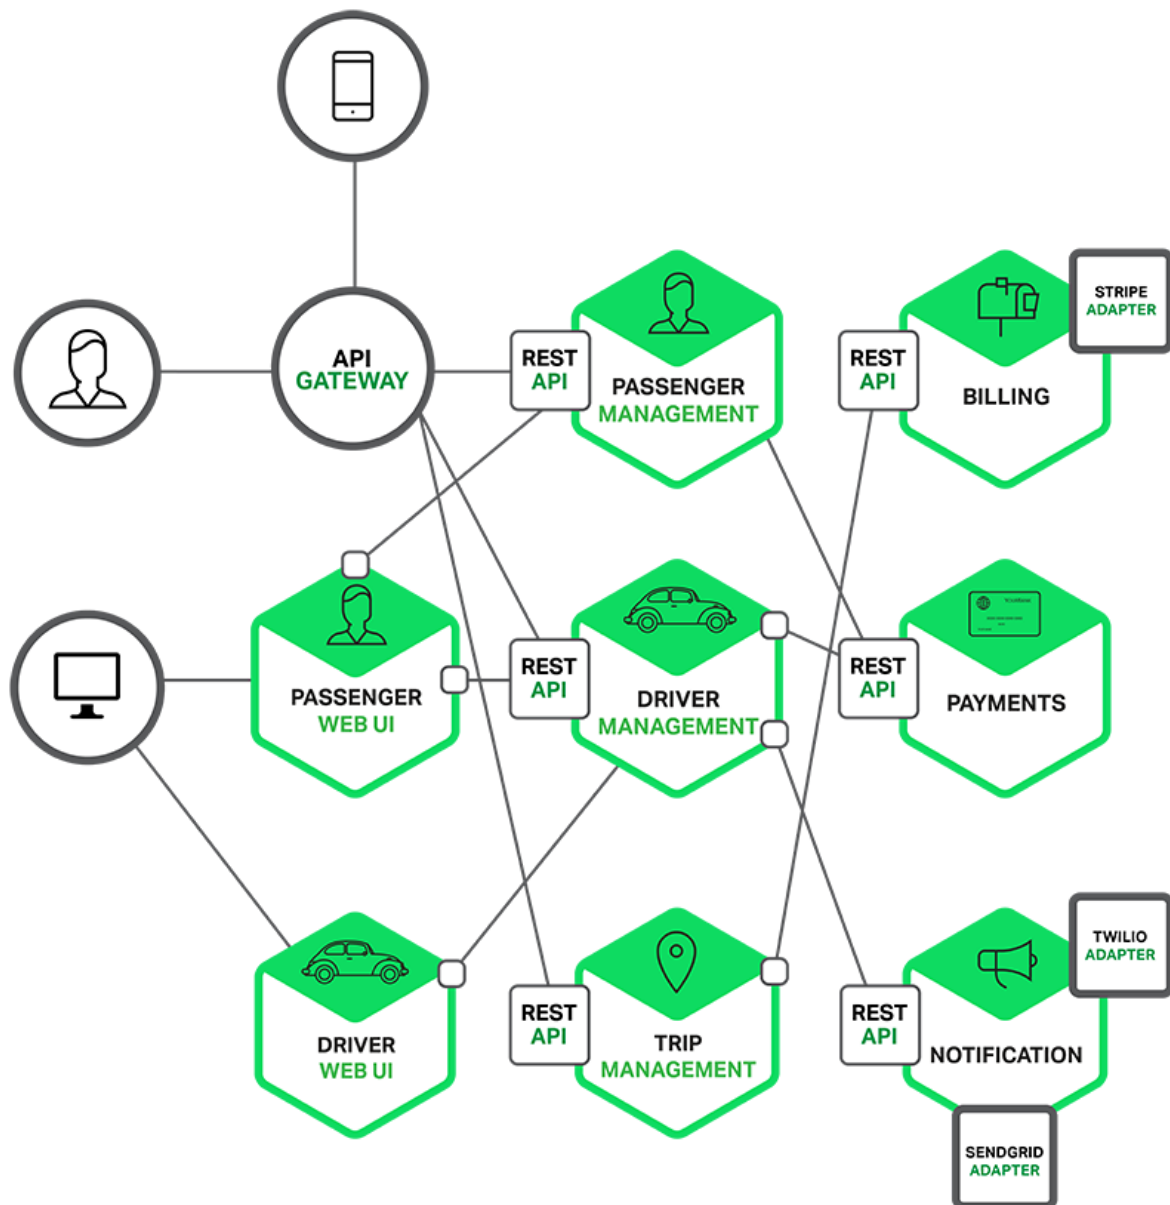 API
GATEWAY
REST
API
PASSENGER
MANAGEMENT
REST
API
BILLING
STRIPE
ADAPTER
PASSENGER
WEB UI
REST
API
DRIVER
MANAGEMENT
REST
API
PAYMENTS
DRIVER
WEB UI
REST
API
TRIP
MANAGEMENT
REST
API
NOTIFICATION
TWILIO
ADAPTER
SENDGRID
ADAPTER